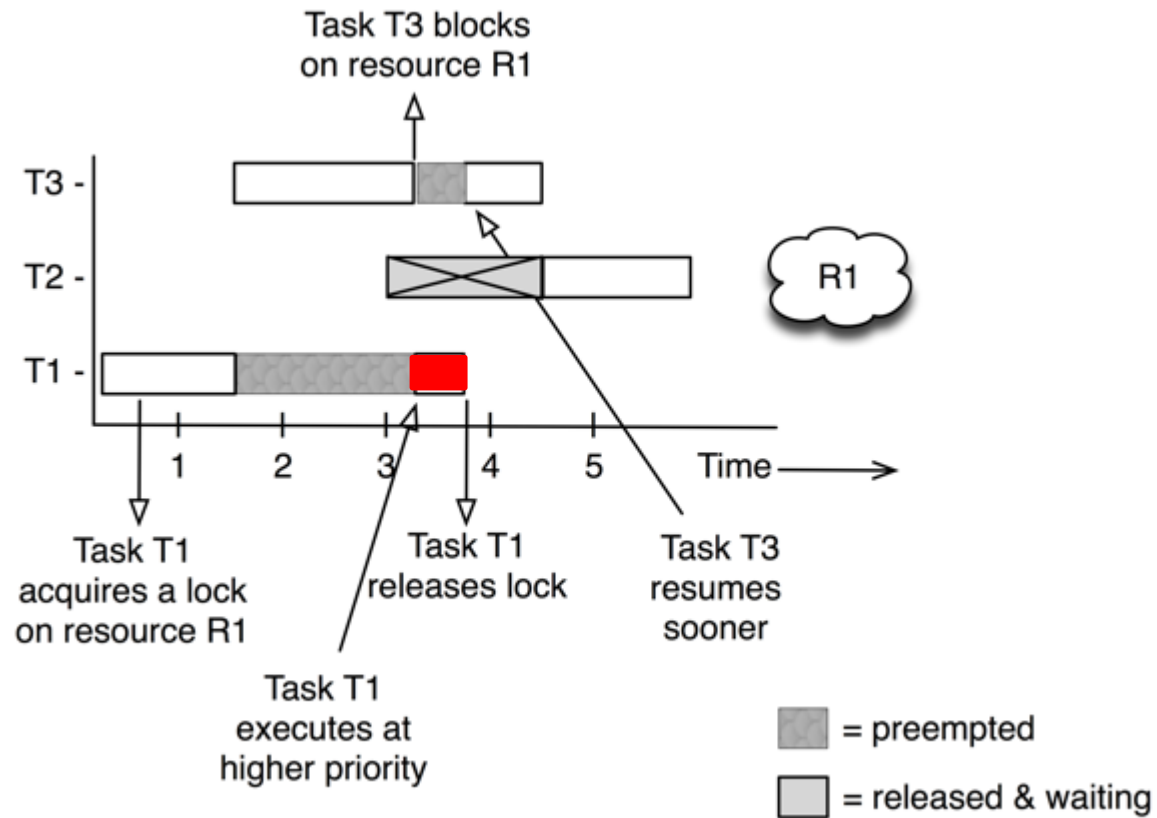 Task T3 blocks
on resource R1
T3 -
T2 -
R1
T1 -
1 2 3 4 5 Time
Task T1
acquires a lock
on resource R1
Task T1
releases lock
Task T3
resumes
sooner
Task T1
executes at
higher priority
= preempted
= released & waiting